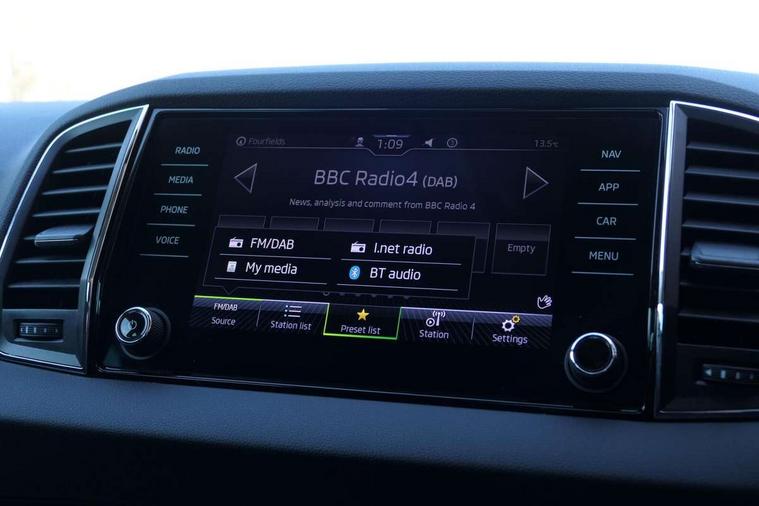 Fourfields 1:09 13.5°C
RADIO
MEDIA
PHONE
VOICE
BBC Radio4 (DAB)
News, analysis and comment from BBC Radio 4
FM/DAB
I.net radio
My media
BT audio
Empty
FM/DAB
Source
Station list
Preset list
Station
Settings
NAV
APP
CAR
MENU